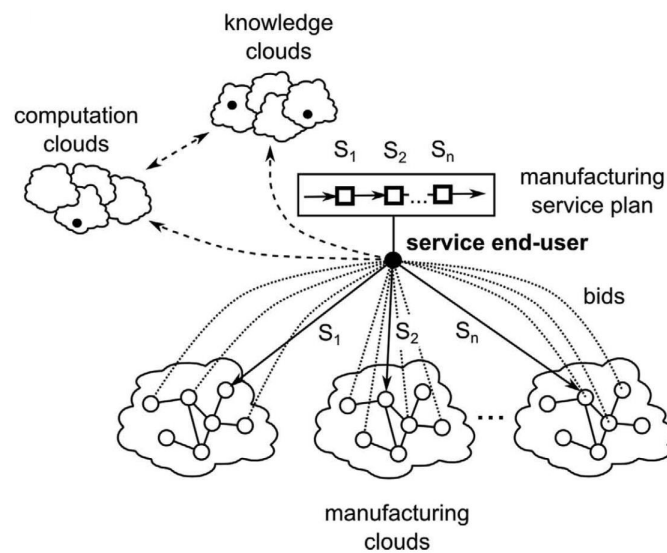 knowledge
clouds
computation
clouds
S1 S2 Sn
...
manufacturing
service plan
service end-user
bids
S1 S2 Sn
...
manufacturing
clouds